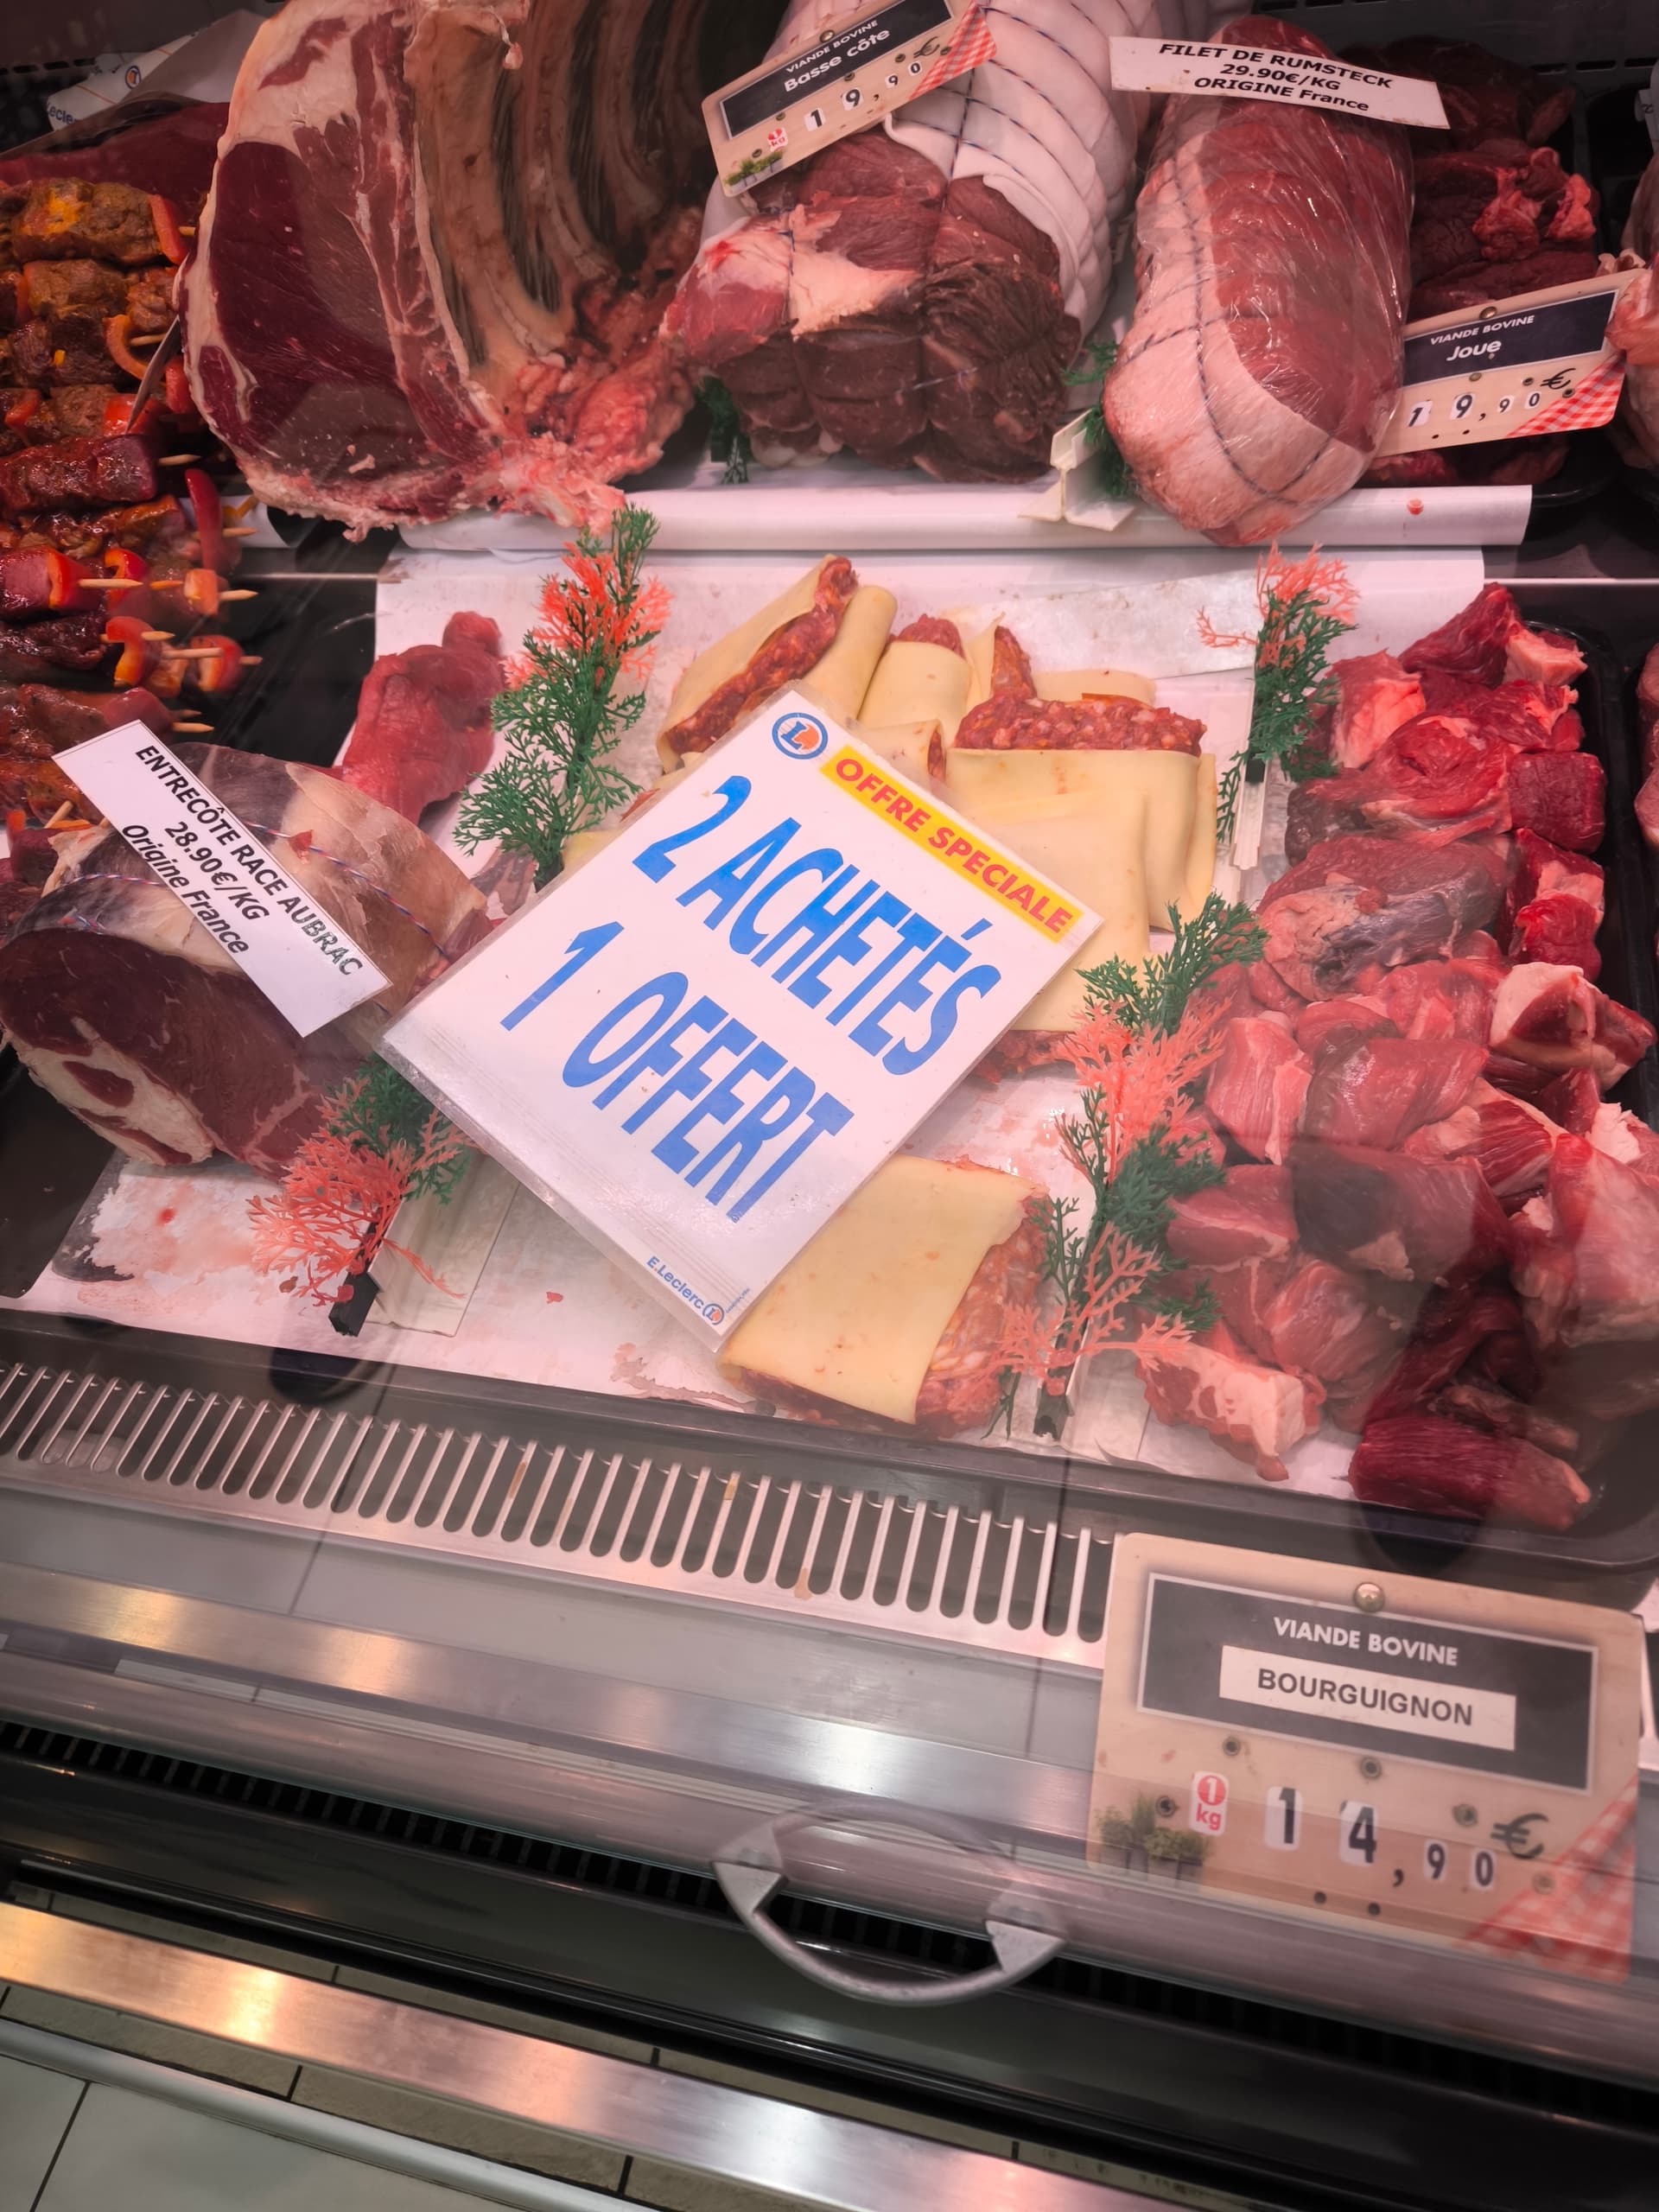 VIANDE BOVINE
Basse côte
1 kg
19,90 €
FILET DE RUMSTECK
29.90€/KG
ORIGINE France
VIANDE BOVINE
Joue
19,90 €
ENTRECÔTE RACE AUBRAC
28.90€/KG
Origine France
L
OFFRE SPECIALE
2 ACHETÉS
1 OFFERT
E.Leclerc L
VIANDE BOVINE
BOURGUIGNON
1 kg
14,90 €